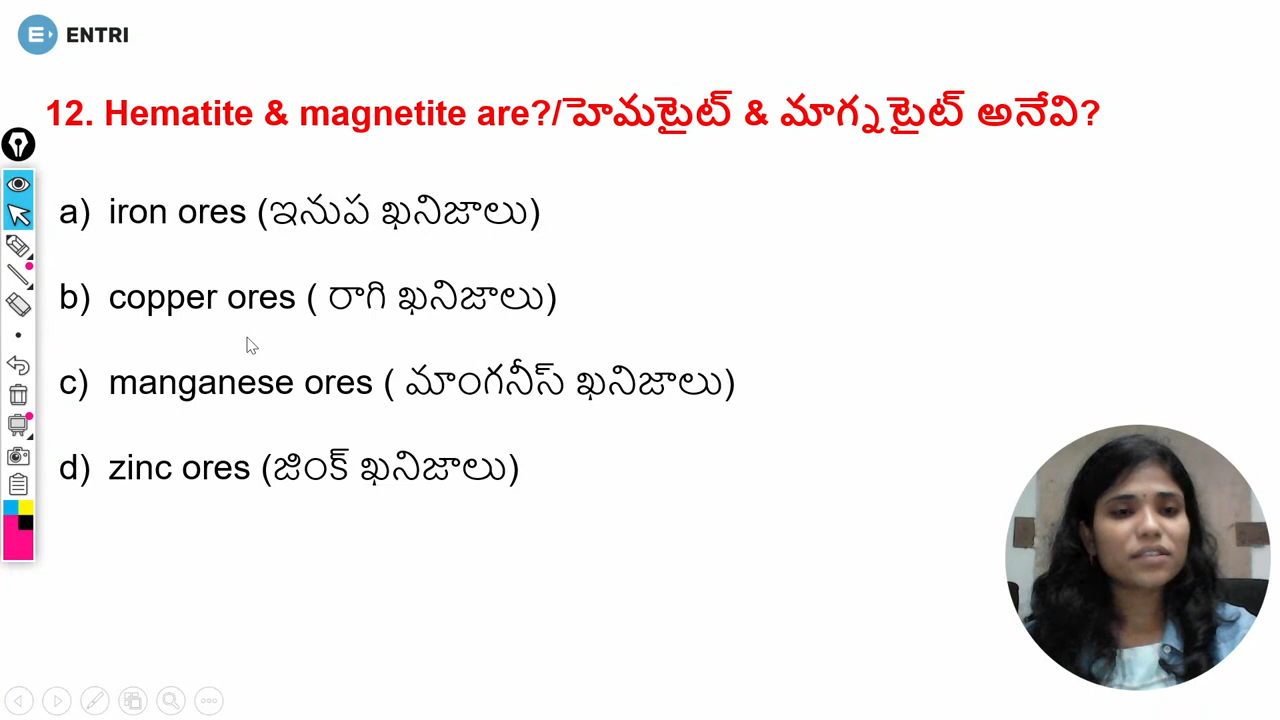 ENTRI
12. Hematite & magnetite are?/హెమటైట్ & మాగ్నటైట్ అనేవి?
a) iron ores (ఇనుప ఖనిజాలు)
b) copper ores ( రాగి ఖనిజాలు)
c) manganese ores ( మాంగనీస్ ఖనిజాలు)
d) zinc ores (జింక్ ఖనిజాలు)